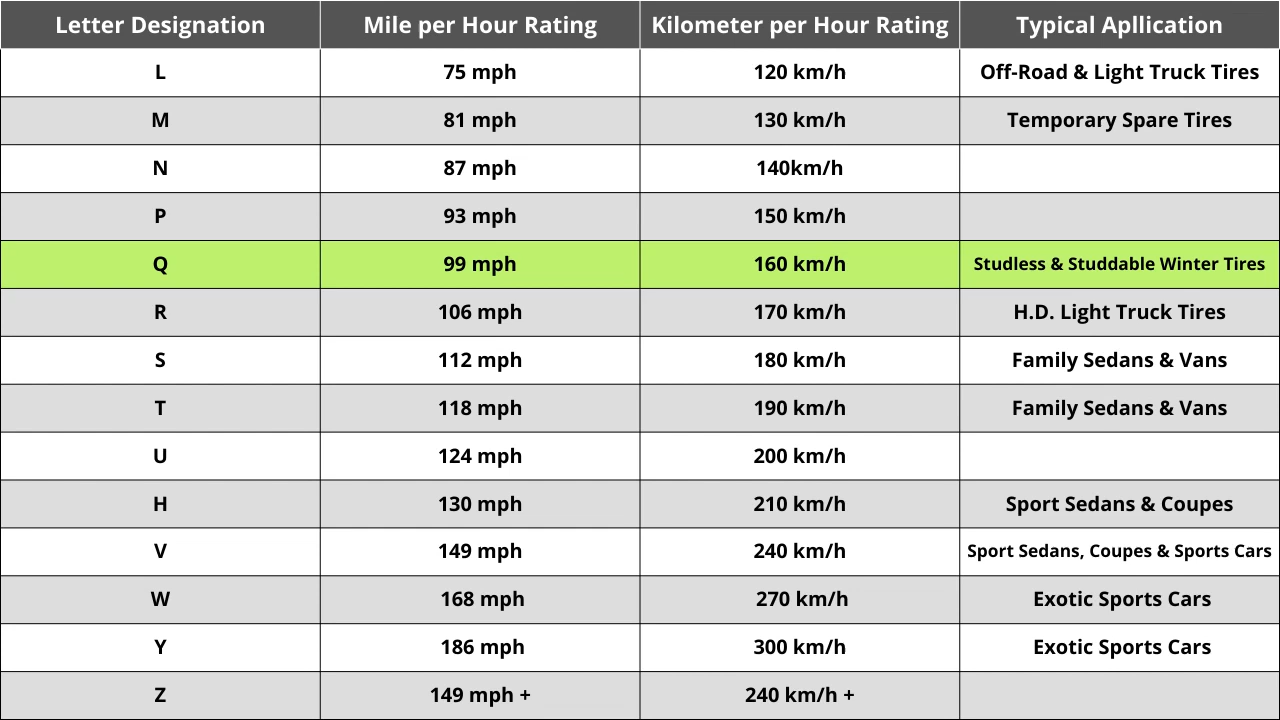 Letter Designation Mile per Hour Rating Kilometer per Hour Rating Typical Apllication
L 75 mph 120 km/h Off-Road & Light Truck Tires
M 81 mph 130 km/h Temporary Spare Tires
N 87 mph 140km/h
P 93 mph 150 km/h
Q 99 mph 160 km/h Studless & Studdable Winter Tires
R 106 mph 170 km/h H.D. Light Truck Tires
S 112 mph 180 km/h Family Sedans & Vans
T 118 mph 190 km/h Family Sedans & Vans
U 124 mph 200 km/h
H 130 mph 210 km/h Sport Sedans & Coupes
V 149 mph 240 km/h Sport Sedans, Coupes & Sports Cars
W 168 mph 270 km/h Exotic Sports Cars
Y 186 mph 300 km/h Exotic Sports Cars
Z 149 mph + 240 km/h +